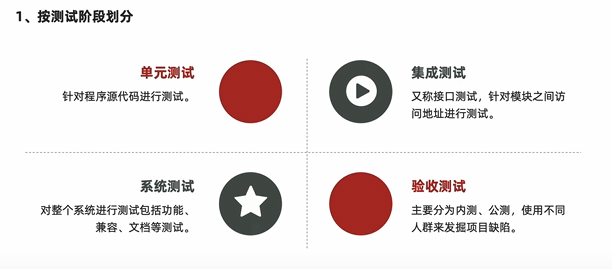 1、按测试阶段划分
单元测试
针对程序源代码进行测试。
集成测试
又称接口测试，针对模块之间访
问地址进行测试。
系统测试
对整个系统进行测试包括功能、
兼容、文档等测试。
验收测试
主要分为内测、公测，使用不同
人群来发掘项目缺陷。